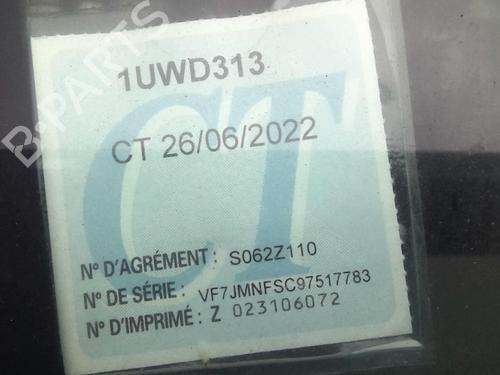 B-PARTS
1UWD313
CT
CT 26/06/2022
N° D'AGRÉMENT : S062Z110
N° DE SÉRIE : VF7JMNFSC97517783
N° D'IMPRIMÉ : Z 023106072